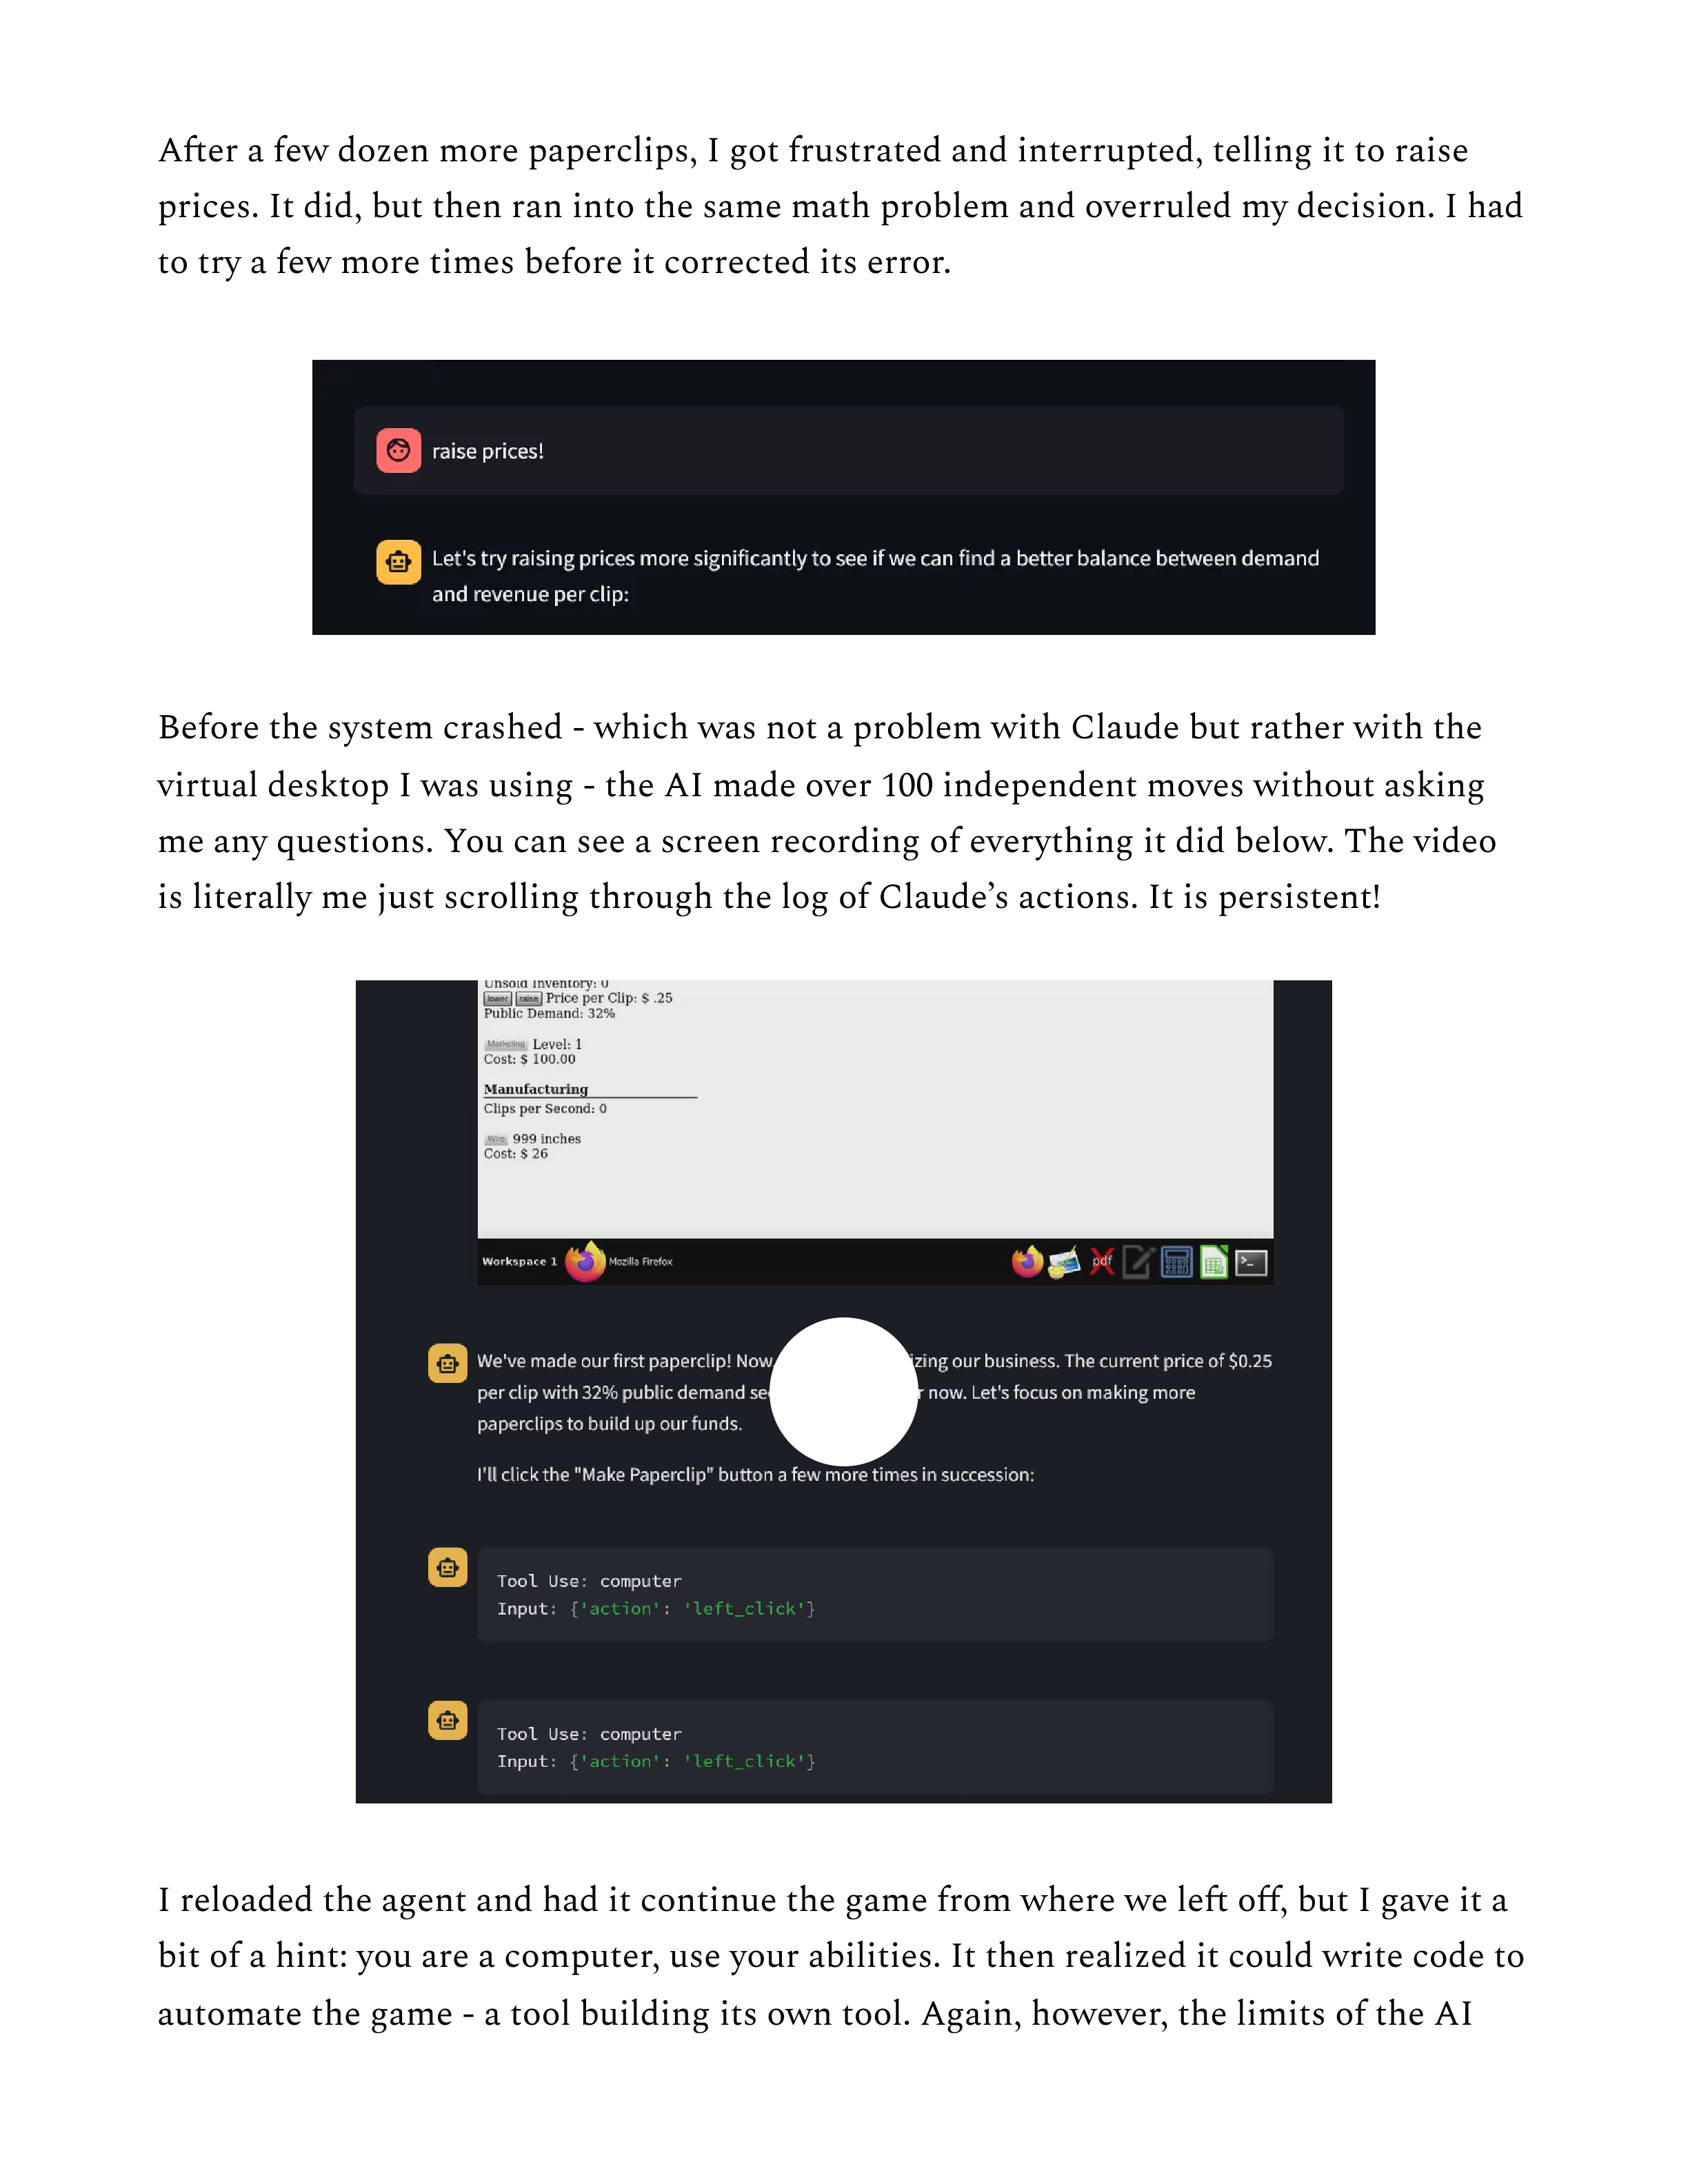 After a few dozen more paperclips, I got frustrated and interrupted, telling it to raise
prices. It did, but then ran into the same math problem and overruled my decision. I had
to try a few more times before it corrected its error.
raise prices!
Let's try raising prices more significantly to see if we can find a better balance between demand
and revenue per clip:
Before the system crashed - which was not a problem with Claude but rather with the
virtual desktop I was using - the AI made over 100 independent moves without asking
me any questions. You can see a screen recording of everything it did below. The video
is literally me just scrolling through the log of Claude’s actions. It is persistent!
Unsold Inventory: 0
lower raise Price per Clip: $ .25
Public Demand: 32%
Marketing Level: 1
Cost: $ 100.00
Manufacturing
Clips per Second: 0
Wire 999 inches
Cost: $ 26
Workspace 1 Mozilla Firefox pdf
We've made our first paperclip! Now, our business. The current price of $0.25
per clip with 32% public demand now. Let's focus on making more
paperclips to build up our funds.
I'll click the "Make Paperclip" button a few more times in succession:
Tool Use: computer
Input: {'action': 'left_click'}
Tool Use: computer
Input: {'action': 'left_click'}
I reloaded the agent and had it continue the game from where we left off, but I gave it a
bit of a hint: you are a computer, use your abilities. It then realized it could write code to
automate the game - a tool building its own tool. Again, however, the limits of the AI